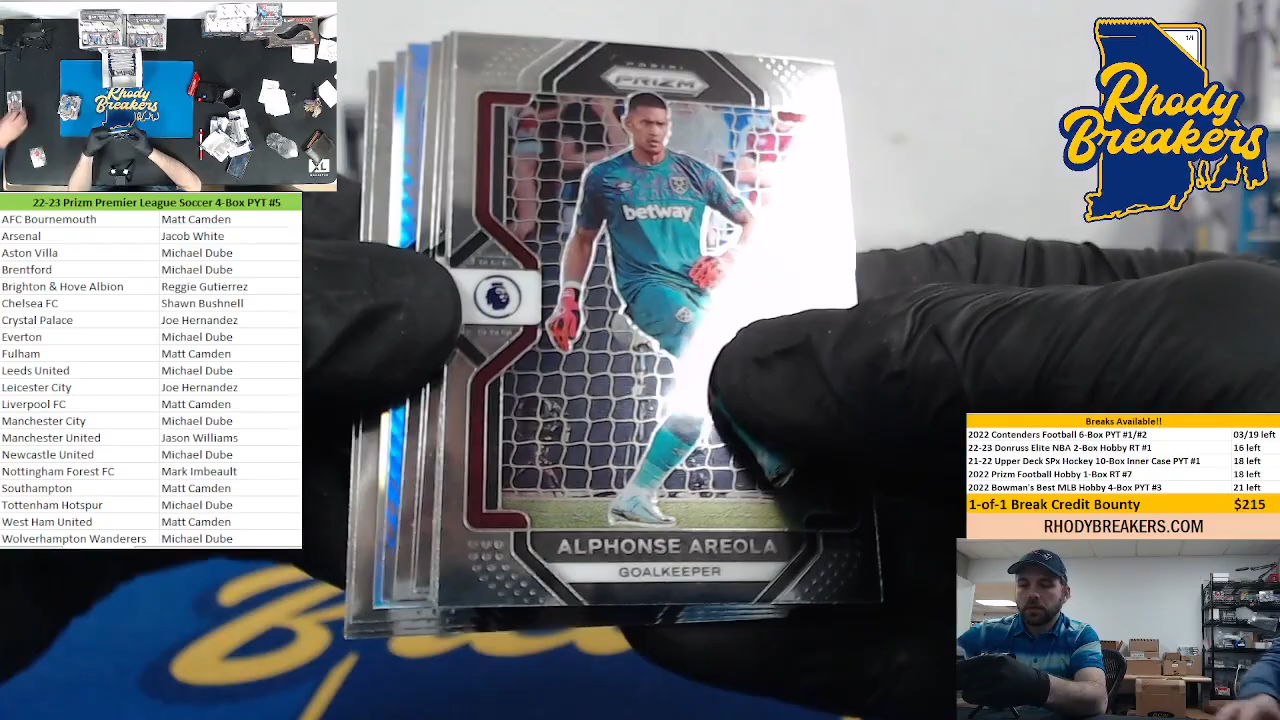 22-23 Prizm Premier League Soccer 4-Box PYT #5
AFC Bournemouth Matt Camden
Arsenal Jacob White
Aston Villa Michael Dube
Brentford Michael Dube
Brighton & Hove Albion Reggie Gutierrez
Chelsea FC Shawn Bushnell
Crystal Palace Joe Hernandez
Everton Michael Dube
Fulham Matt Camden
Leeds United Michael Dube
Leicester City Joe Hernandez
Liverpool FC Matt Camden
Manchester City Michael Dube
Manchester United Jason Williams
Newcastle United Michael Dube
Nottingham Forest FC Mark Imbeault
Southampton Matt Camden
Tottenham Hotspur Michael Dube
West Ham United Matt Camden
Wolverhampton Wanderers Michael Dube
Rhody
Breakers
PANINI
PRIZM
betway
ALPHONSE AREOLA
GOALKEEPER
B
1/1
Rhody
Breakers
Breaks Available!!
2022 Contenders Football 6-Box PYT #1/#2 03/19 left
22-23 Donruss Elite NBA 2-Box Hobby RT #1 16 left
21-22 Upper Deck SPx Hockey 10-Box Inner Case PYT #1 18 left
2022 Prizm Football Hobby 1-Box RT #7 18 left
2022 Bowman's Best MLB Hobby 4-Box PYT #3 21 left
1-of-1 Break Credit Bounty $215
RHODYBREAKERS.COM